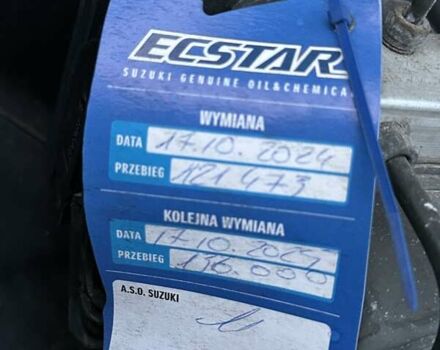 ECSTAR
SUZUKI GENUINE OIL&CHEMICAL
WYMIANA
DATA 17.10.2024
PRZEBIEG 121 473
KOLEJNA WYMIANA
DATA 17-10.2025
PRZEBIEG 136.000
A.S.O. SUZUKI